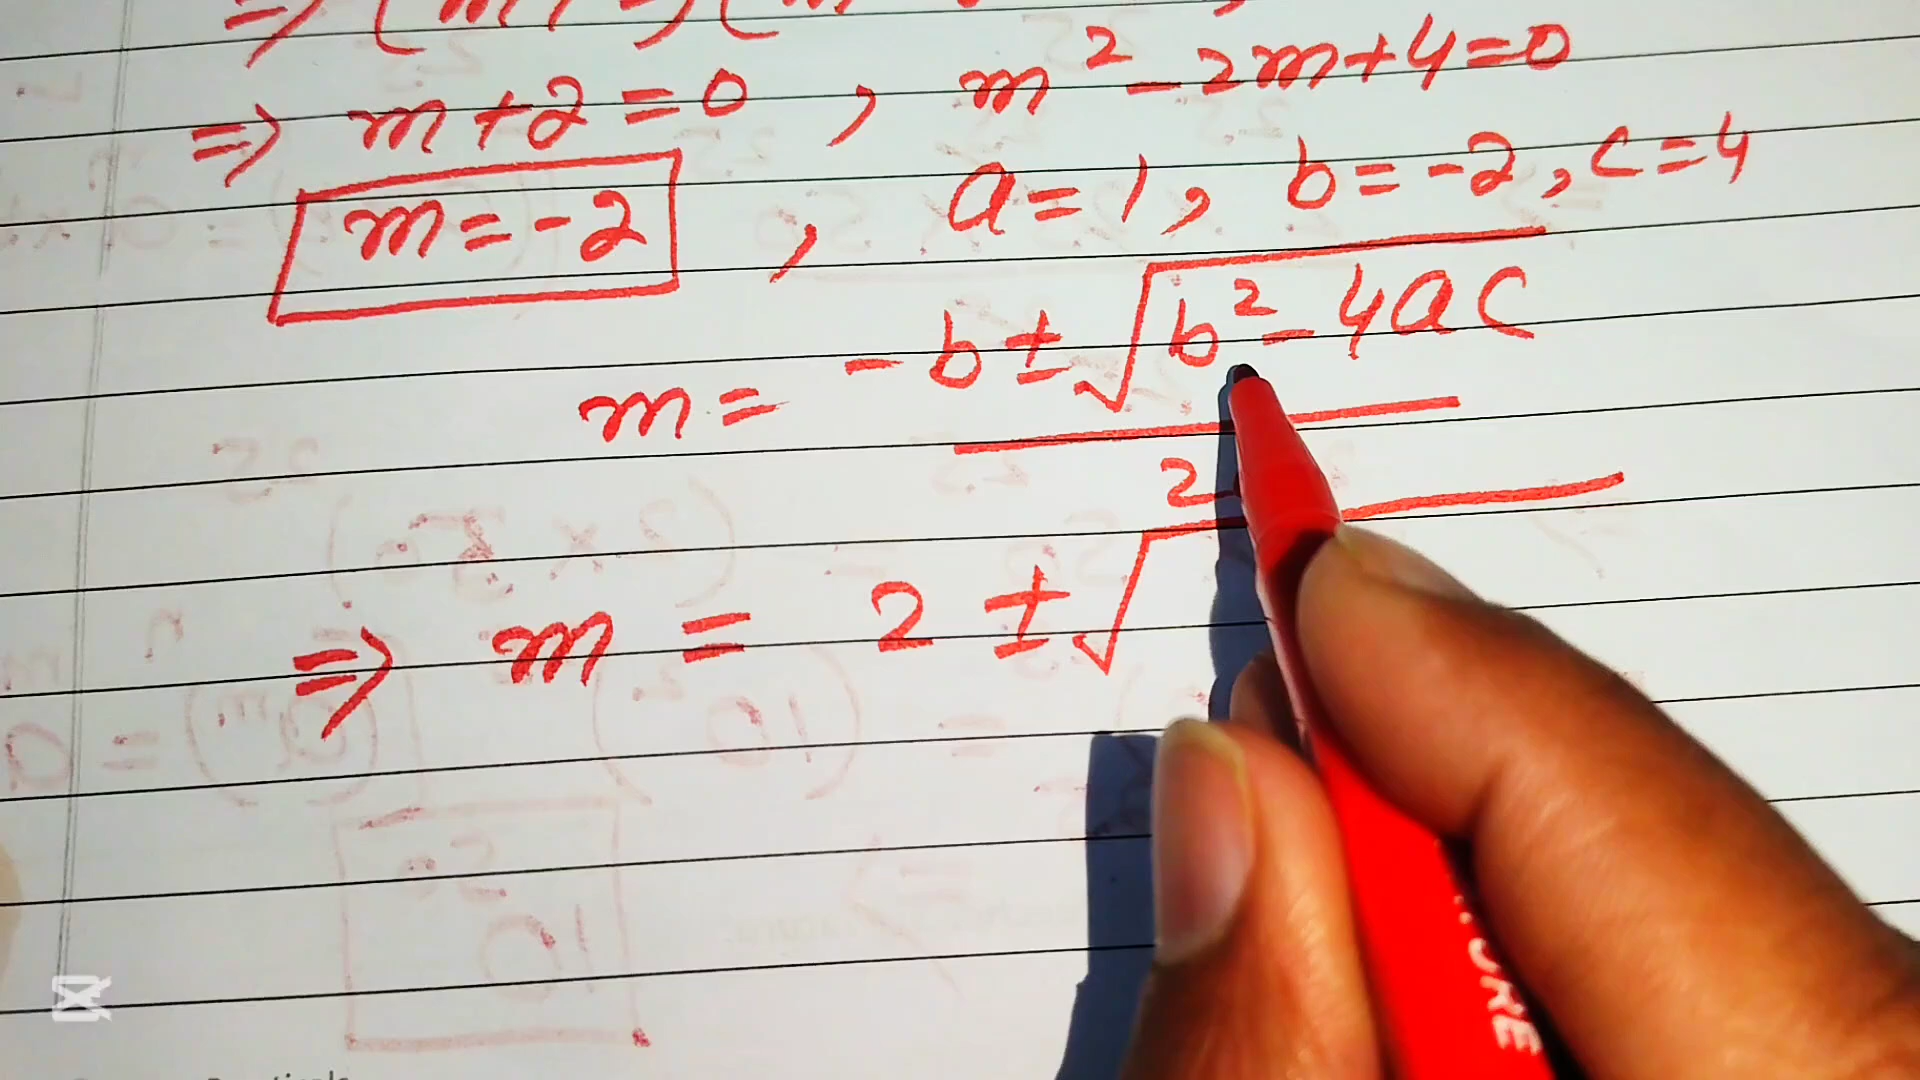 => m+2=0 , m² - 2m+4=0
m=-2 , a=1, b=-2, c=4
m= -b±√b²-4ac
2
=> m = 2 ±√